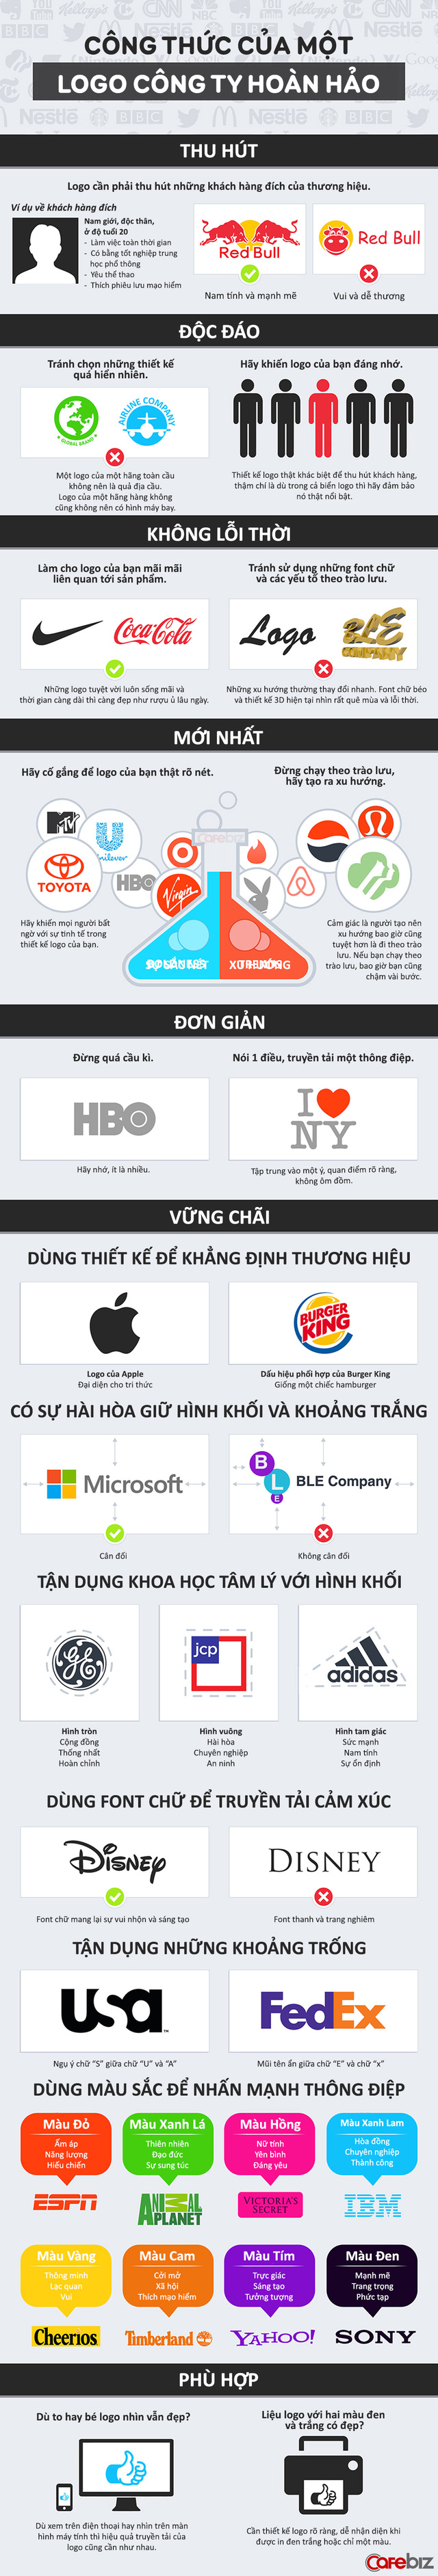 CÔNG THỨC CỦA MỘT
LOGO CÔNG TY HOÀN HẢO
THU HÚT
Logo cần phải thu hút những khách hàng đích của thương hiệu.
Ví dụ về khách hàng đích
Nam giới, độc thân,
ở độ tuổi 20
- Làm việc toàn thời gian
- Có bằng tốt nghiệp trung
học phổ thông
- Yêu thể thao
- Thích phiêu lưu mạo hiểm
Red Bull
Nam tính và mạnh mẽ
Red Bull
Vui và dễ thương
ĐỘC ĐÁO
Tránh chọn những thiết kế
quá hiển nhiên.
GLOBAL BRAND
AIRLINE COMPANY
Một logo của một hãng toàn cầu
không nên là quả địa cầu.
Logo của một hãng hàng không
cũng không nên có hình máy bay.
Hãy khiến logo của bạn đáng nhớ.
Thiết kế logo thật khác biệt để thu hút khách hàng,
thậm chí là dù trong cả biển logo thì hãy đảm bảo
nó thật nổi bật.
KHÔNG LỖI THỜI
Làm cho logo của bạn mãi mãi
liên quan tới sản phẩm.
Coca-Cola
Những logo tuyệt vời luôn sống mãi và
thời gian càng dài thì càng đẹp như rượu ủ lâu ngày.
Tránh sử dụng những font chữ
và các yếu tố theo trào lưu.
Logo
BLE
COMPANY
Những xu hướng thường thay đổi nhanh. Font chữ béo
và thiết kế 3D hiện tại nhìn rất quê mùa và lỗi thời.
MỚI NHẤT
Hãy cố gắng để logo của bạn thật rõ nét.
Đừng chạy theo trào lưu,
hãy tạo ra xu hướng.
CafeBiz
MTV
Unilever
TOYOTA
HBO
Virgin
XU HƯỚNG
Hãy khiến mọi người bất
ngờ với sự tinh tế trong
thiết kế logo của bạn.
Cảm giác là người tạo nên
xu hướng bao giờ cũng
tuyệt hơn là đi theo trào
lưu. Nếu bạn chạy theo
trào lưu, bao giờ bạn cũng
chậm vài bước.
ĐƠN GIẢN
Đừng quá cầu kì.
HBO
Hãy nhớ, ít là nhiều.
Nói 1 điều, truyền tải một thông điệp.
I
NY
Tập trung vào một ý, quan điểm rõ ràng,
không ôm đồm.
VỮNG CHÃI
DÙNG THIẾT KẾ ĐỂ KHẲNG ĐỊNH THƯƠNG HIỆU
Logo của Apple
Đại diện cho tri thức
BURGER
KING
Dấu hiệu phối hợp của Burger King
Giống một chiếc hamburger
CÓ SỰ HÀI HÒA GIỮ HÌNH KHỐI VÀ KHOẢNG TRẮNG
Microsoft
Cân đối
B
L
E
BLE Company
Không cân đối
TẬN DỤNG KHOA HỌC TÂM LÝ VỚI HÌNH KHỐI
GE
Hình tròn
Cộng đồng
Thống nhất
Hoàn chỉnh
jcp
Hình vuông
Hài hòa
Chuyên nghiệp
An ninh
adidas
Hình tam giác
Sức mạnh
Nam tính
Sự ổn định
DÙNG FONT CHỮ ĐỂ TRUYỀN TẢI CẢM XÚC
Disney
Font chữ mang lại sự vui nhộn và sáng tạo
DISNEY
Font thanh và trang nghiêm
TẬN DỤNG NHỮNG KHOẢNG TRỐNG
usa
Ngụ ý chữ "S" giữa chữ "U" và "A"
FedEx
Mũi tên ẩn giữa chữ "E" và chữ "x"
DÙNG MÀU SẮC ĐỂ NHẤN MẠNH THÔNG ĐIỆP
Màu Đỏ
Ấm áp
Năng lượng
Hiếu chiến
ESPN
Màu Xanh Lá
Thiên nhiên
Đạo đức
Sự sung túc
ANIMAL
PLANET
Màu Hồng
Nữ tính
Yên bình
Đáng yêu
VICTORIA'S
SECRET
Màu Xanh Lam
Hòa đồng
Chuyên nghiệp
Thành công
IBM
Màu Vàng
Thông minh
Lạc quan
Vui
Cheerios
Màu Cam
Cởi mở
Xã hội
Thích mạo hiểm
Timberland
Màu Tím
Trực giác
Sáng tạo
Tưởng tượng
YAHOO!
Màu Đen
Mạnh mẽ
Trang trọng
Phức tạp
SONY
PHÙ HỢP
Dù to hay bé logo nhìn vẫn đẹp?
Dù xem trên điện thoại hay nhìn trên màn
hình máy tính thì hiệu quả truyền tải của
logo cũng cần như nhau.
Liệu logo với hai màu đen
và trắng có đẹp?
Cần thiết kế logo rõ ràng, dễ nhận diện khi
được in đen trắng hoặc chỉ một màu.
CafeBiz